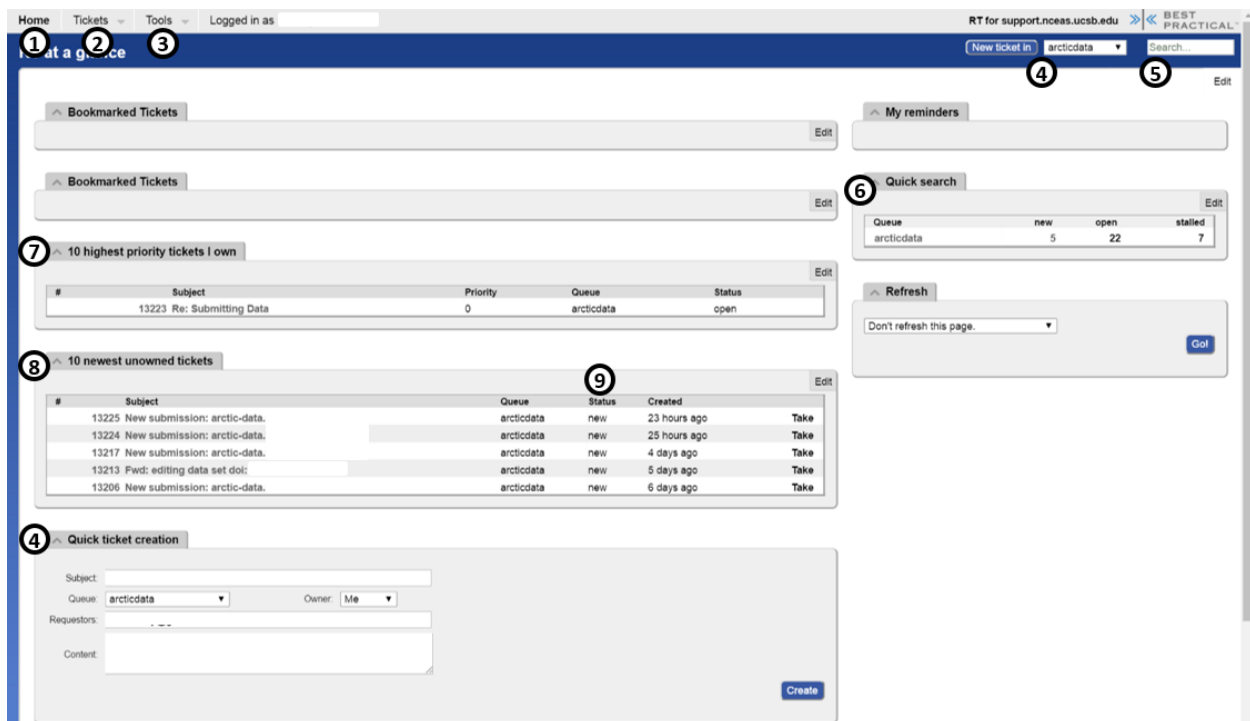 Home Tickets Tools Logged in as RT for support.nceas.ucsb.edu BEST PRACTICAL™
1 2 3
at a glance New ticket in arcticdata Search...
4 5
Edit
Bookmarked Tickets
Edit
My reminders
Bookmarked Tickets
Edit
6 Quick search
Edit
Queue new open stalled
arcticdata 5 22 7
7 10 highest priority tickets I own
Edit
# Subject Priority Queue Status
13223 Re: Submitting Data 0 arcticdata open
Refresh
Don't refresh this page.
Go!
8 10 newest unowned tickets
9
Edit
# Subject Queue Status Created
13225 New submission: arctic-data. arcticdata new 23 hours ago Take
13224 New submission: arctic-data. arcticdata new 25 hours ago Take
13217 New submission: arctic-data. arcticdata new 4 days ago Take
13213 Fwd: editing data set doi: arcticdata new 5 days ago Take
13206 New submission: arctic-data. arcticdata new 6 days ago Take
4 Quick ticket creation
Subject:
Queue: arcticdata Owner: Me
Requestors:
Content:
Create